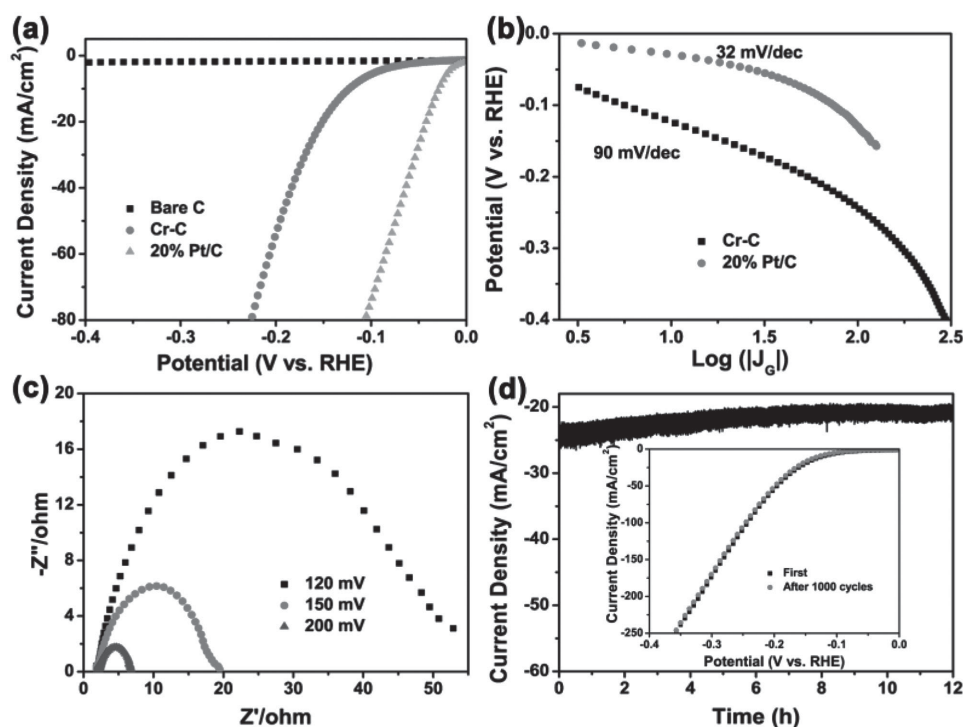 (a)
0
-20
-40
-60
-80
Current Density (mA/cm²)
Bare C
Cr-C
20% Pt/C
-0.4 -0.3 -0.2 -0.1 0.0
Potential (V vs. RHE)
(b)
0.0
-0.1
-0.2
-0.3
-0.4
Potential (V vs. RHE)
32 mV/dec
90 mV/dec
Cr-C
20% Pt/C
0.5 1.0 1.5 2.0 2.5
Log (|J_G|)
(c)
20
16
12
8
4
0
-Z''/ohm
120 mV
150 mV
200 mV
0 10 20 30 40 50
Z'/ohm
(d)
-20
-30
-40
-50
-60
Current Density (mA/cm²)
0
-50
-100
-150
-200
-250
Current Density (mA/cm²)
First
After 1000 cycles
-0.4 -0.3 -0.2 -0.1 0.0
Potential (V vs. RHE)
0 2 4 6 8 10 12
Time (h)